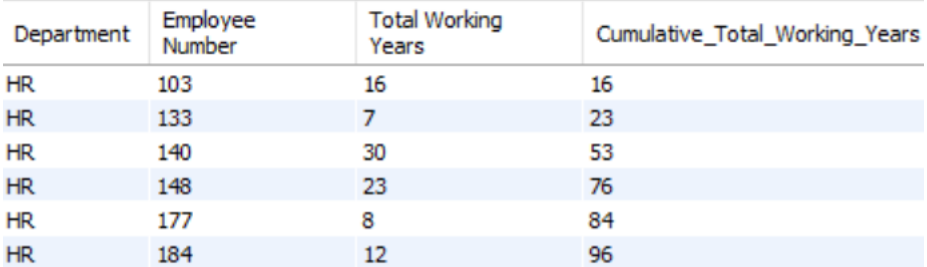 Department Employee Number Total Working Years Cumulative_Total_Working_Years
HR 103 16 16
HR 133 7 23
HR 140 30 53
HR 148 23 76
HR 177 8 84
HR 184 12 96